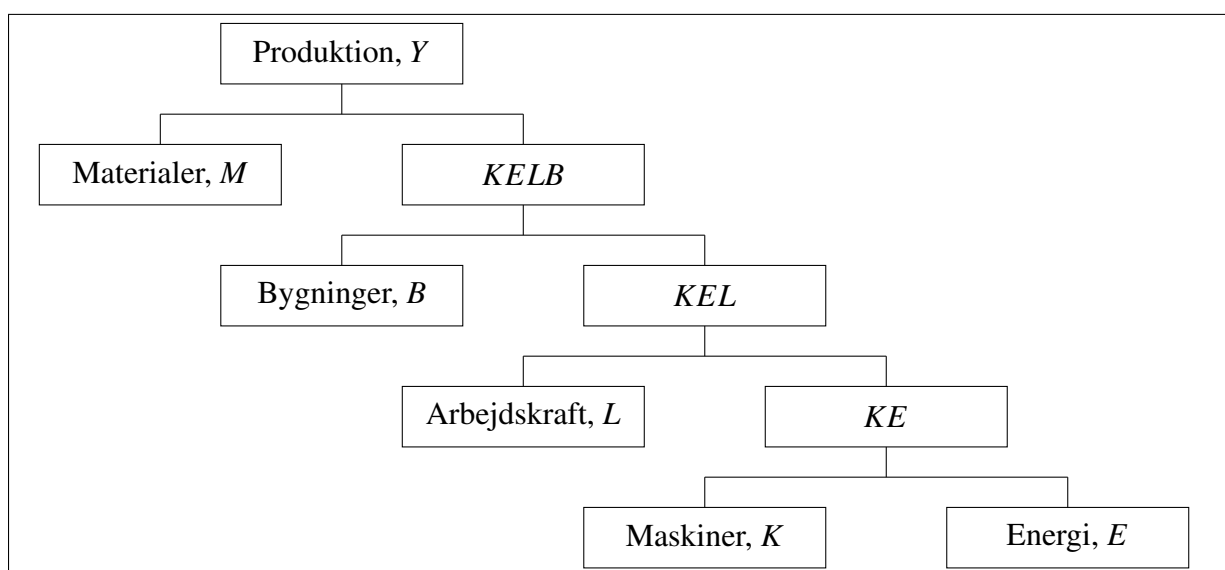 Produktion, Y
Materialer, M
KELB
Bygninger, B
KEL
Arbejdskraft, L
KE
Maskiner, K
Energi, E